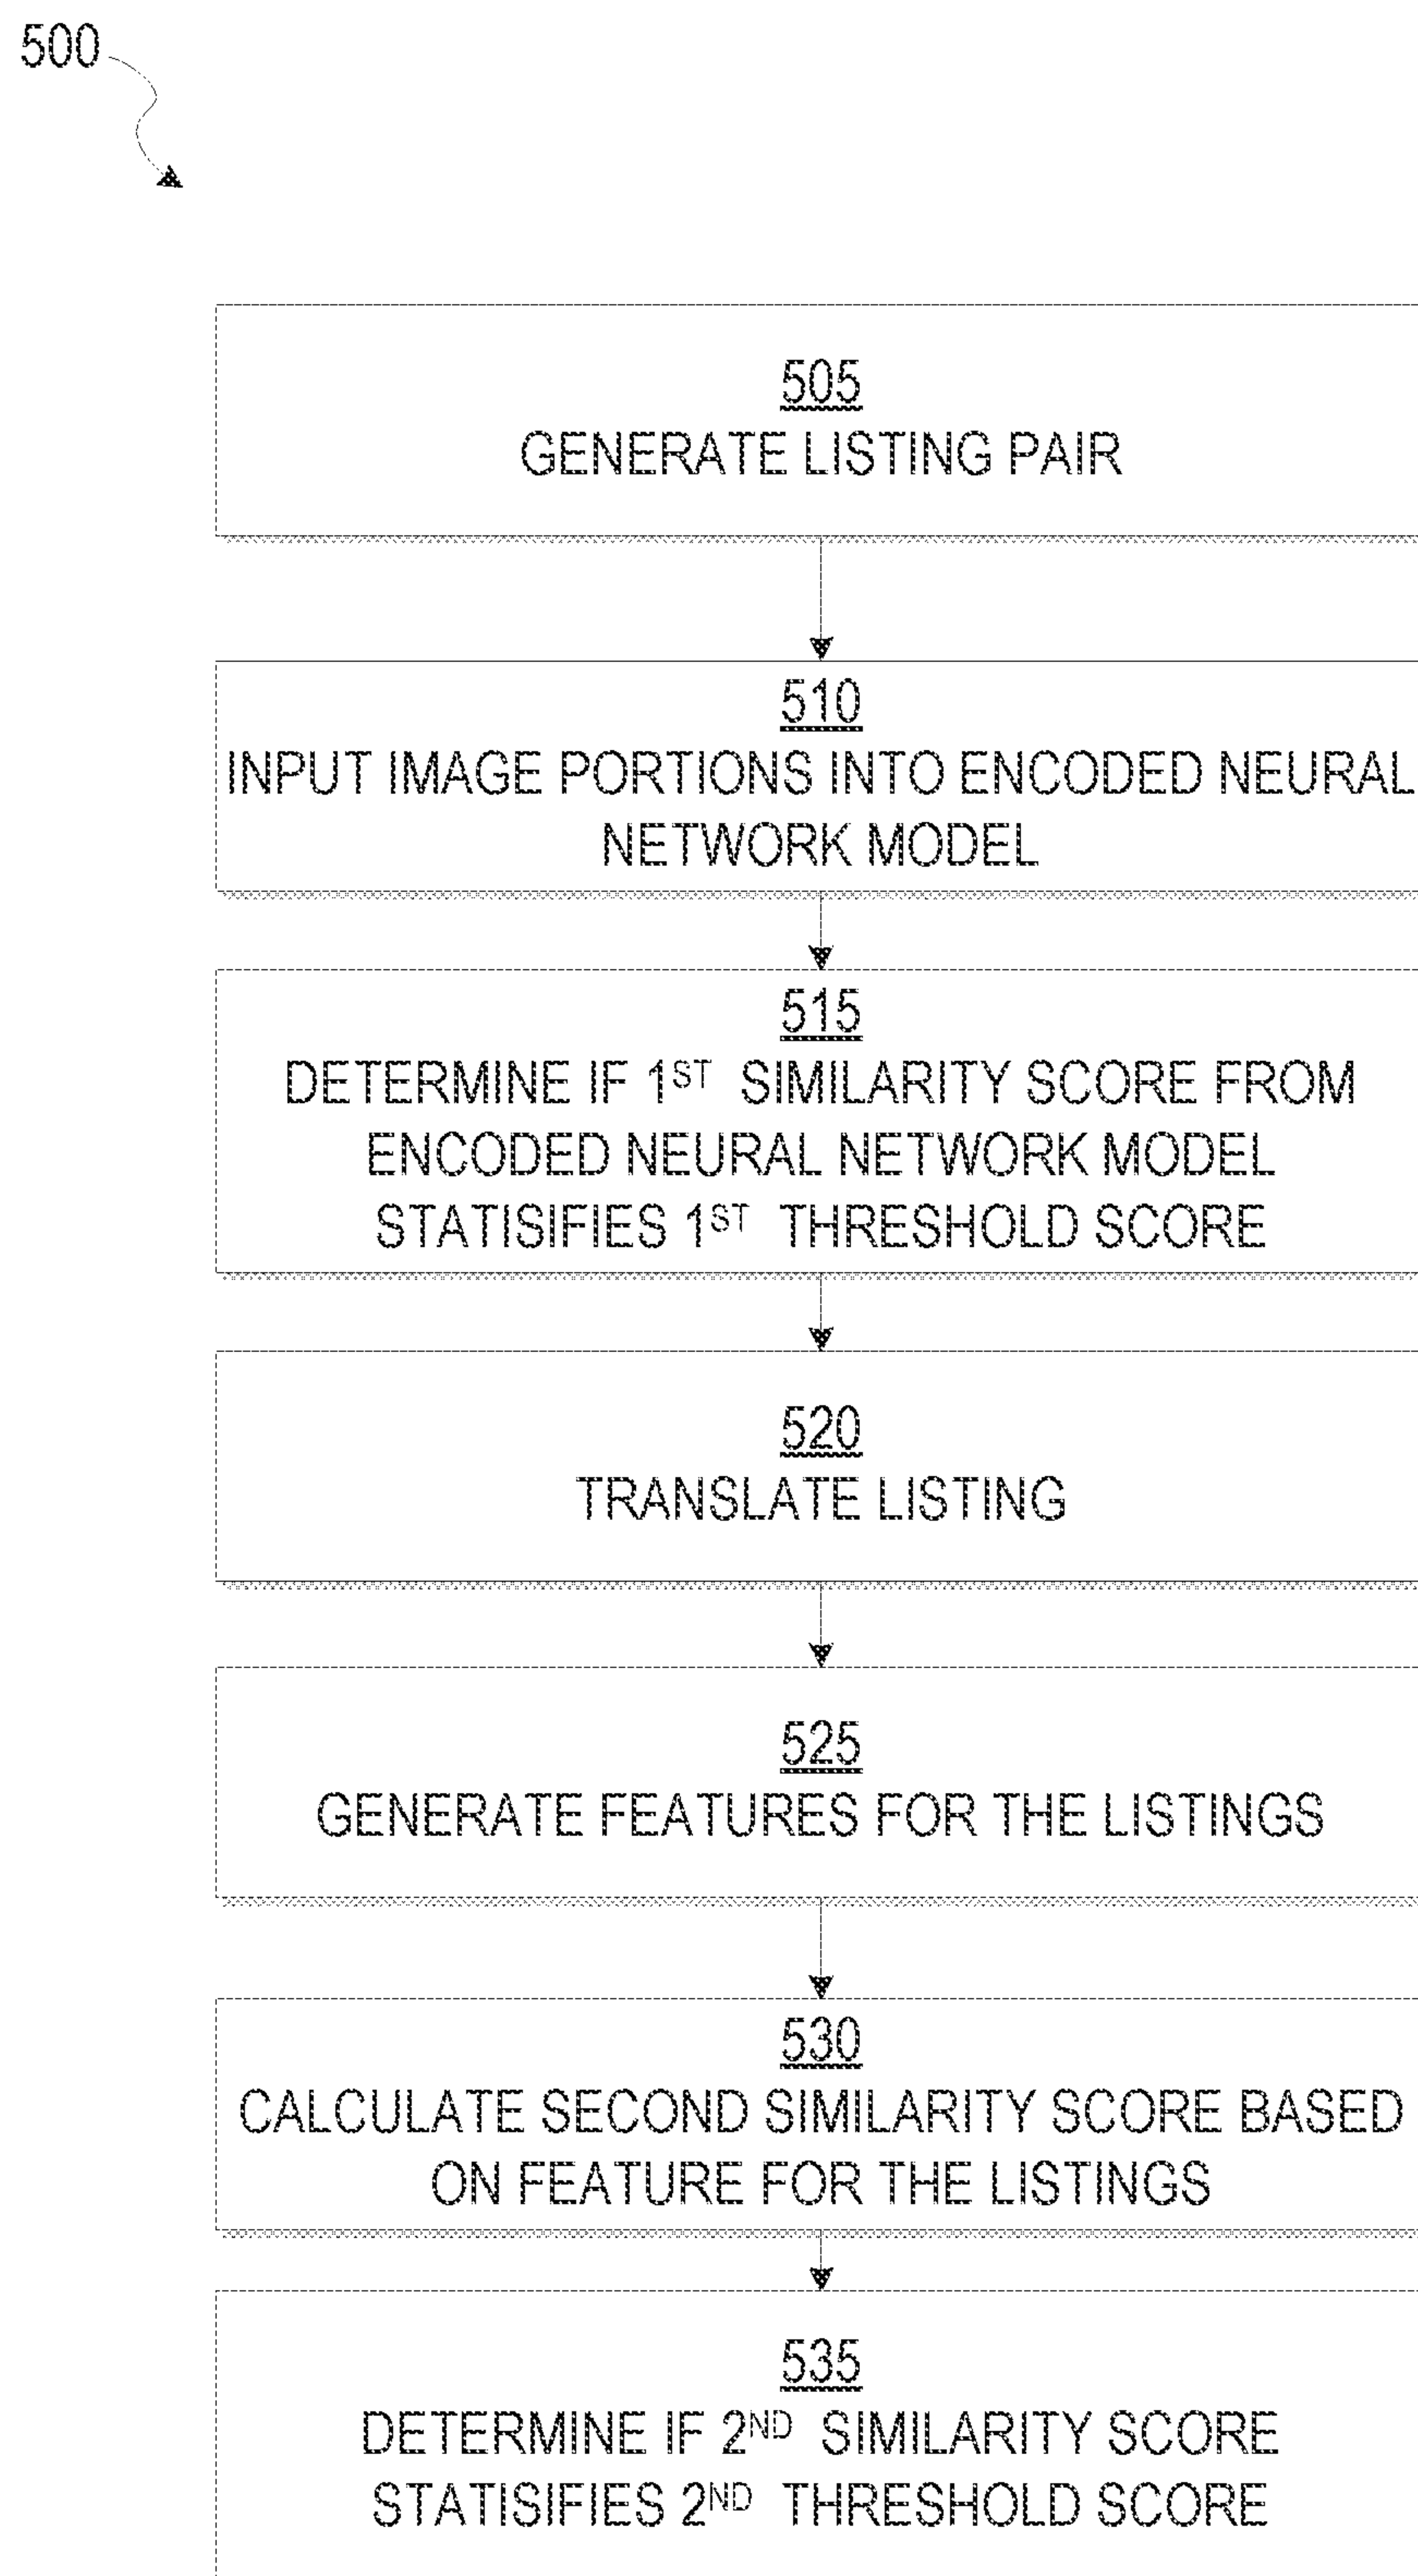 500
505
GENERATE LISTING PAIR
510
INPUT IMAGE PORTIONS INTO ENCODED NEURAL
NETWORK MODEL
515
DETERMINE IF 1ST SIMILARITY SCORE FROM
ENCODED NEURAL NETWORK MODEL
STATISIFIES 1ST THRESHOLD SCORE
520
TRANSLATE LISTING
525
GENERATE FEATURES FOR THE LISTINGS
530
CALCULATE SECOND SIMILARITY SCORE BASED
ON FEATURE FOR THE LISTINGS
535
DETERMINE IF 2ND SIMILARITY SCORE
STATISIFIES 2ND THRESHOLD SCORE